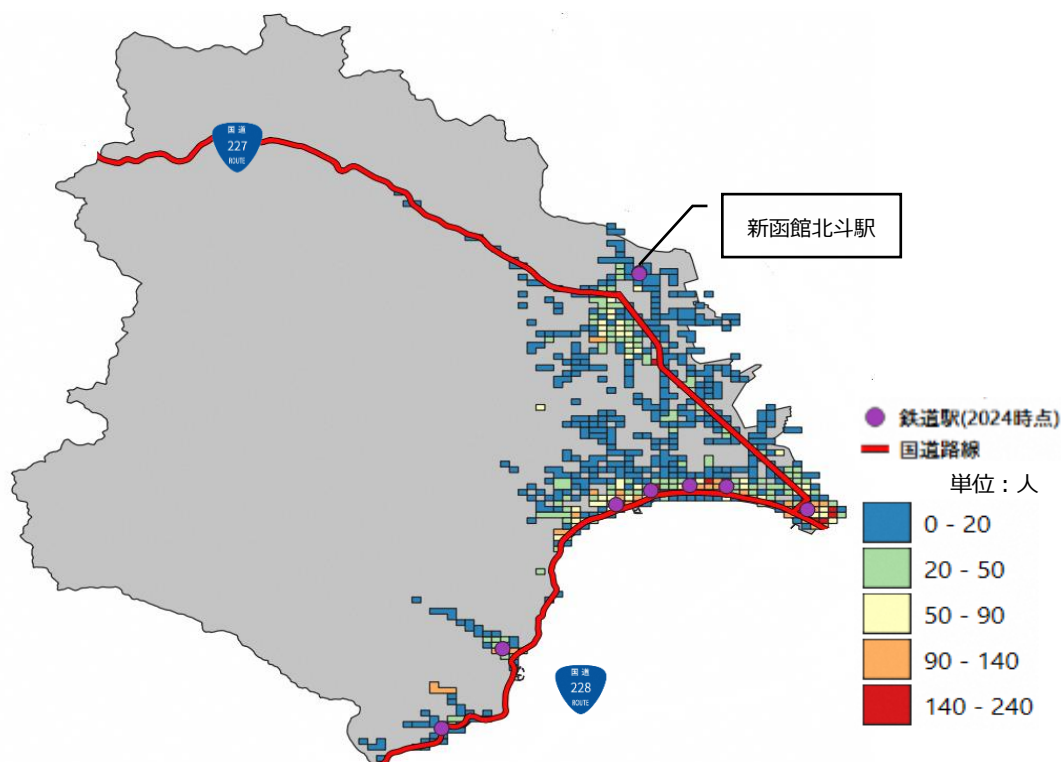 国道
227
ROUTE
新函館北斗駅
鉄道駅(2024時点)
国道路線
単位：人
0 - 20
20 - 50
50 - 90
90 - 140
140 - 240
国道
228
ROUTE